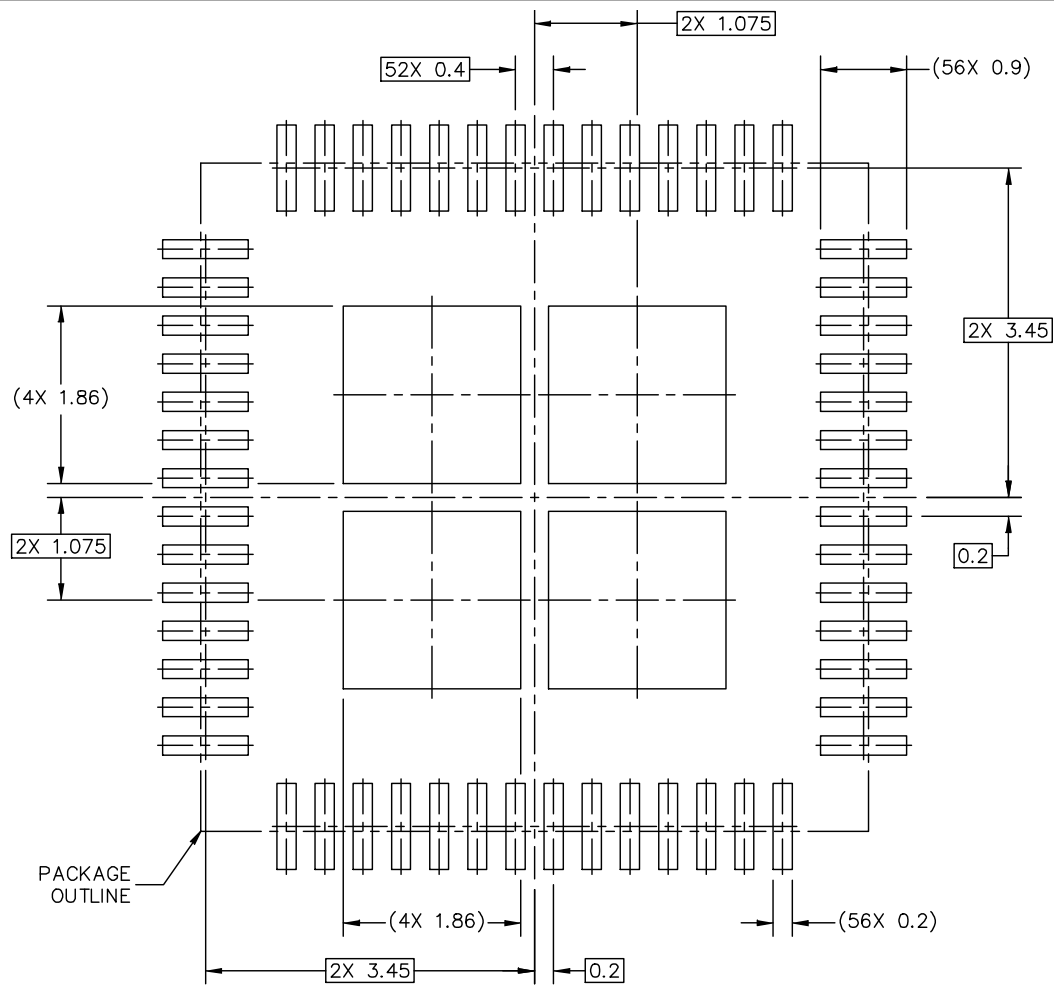 2X 1.075
52X 0.4
(56X 0.9)
2X 3.45
(4X 1.86)
2X 1.075
0.2
PACKAGE
OUTLINE
(4X 1.86)
(56X 0.2)
2X 3.45
0.2